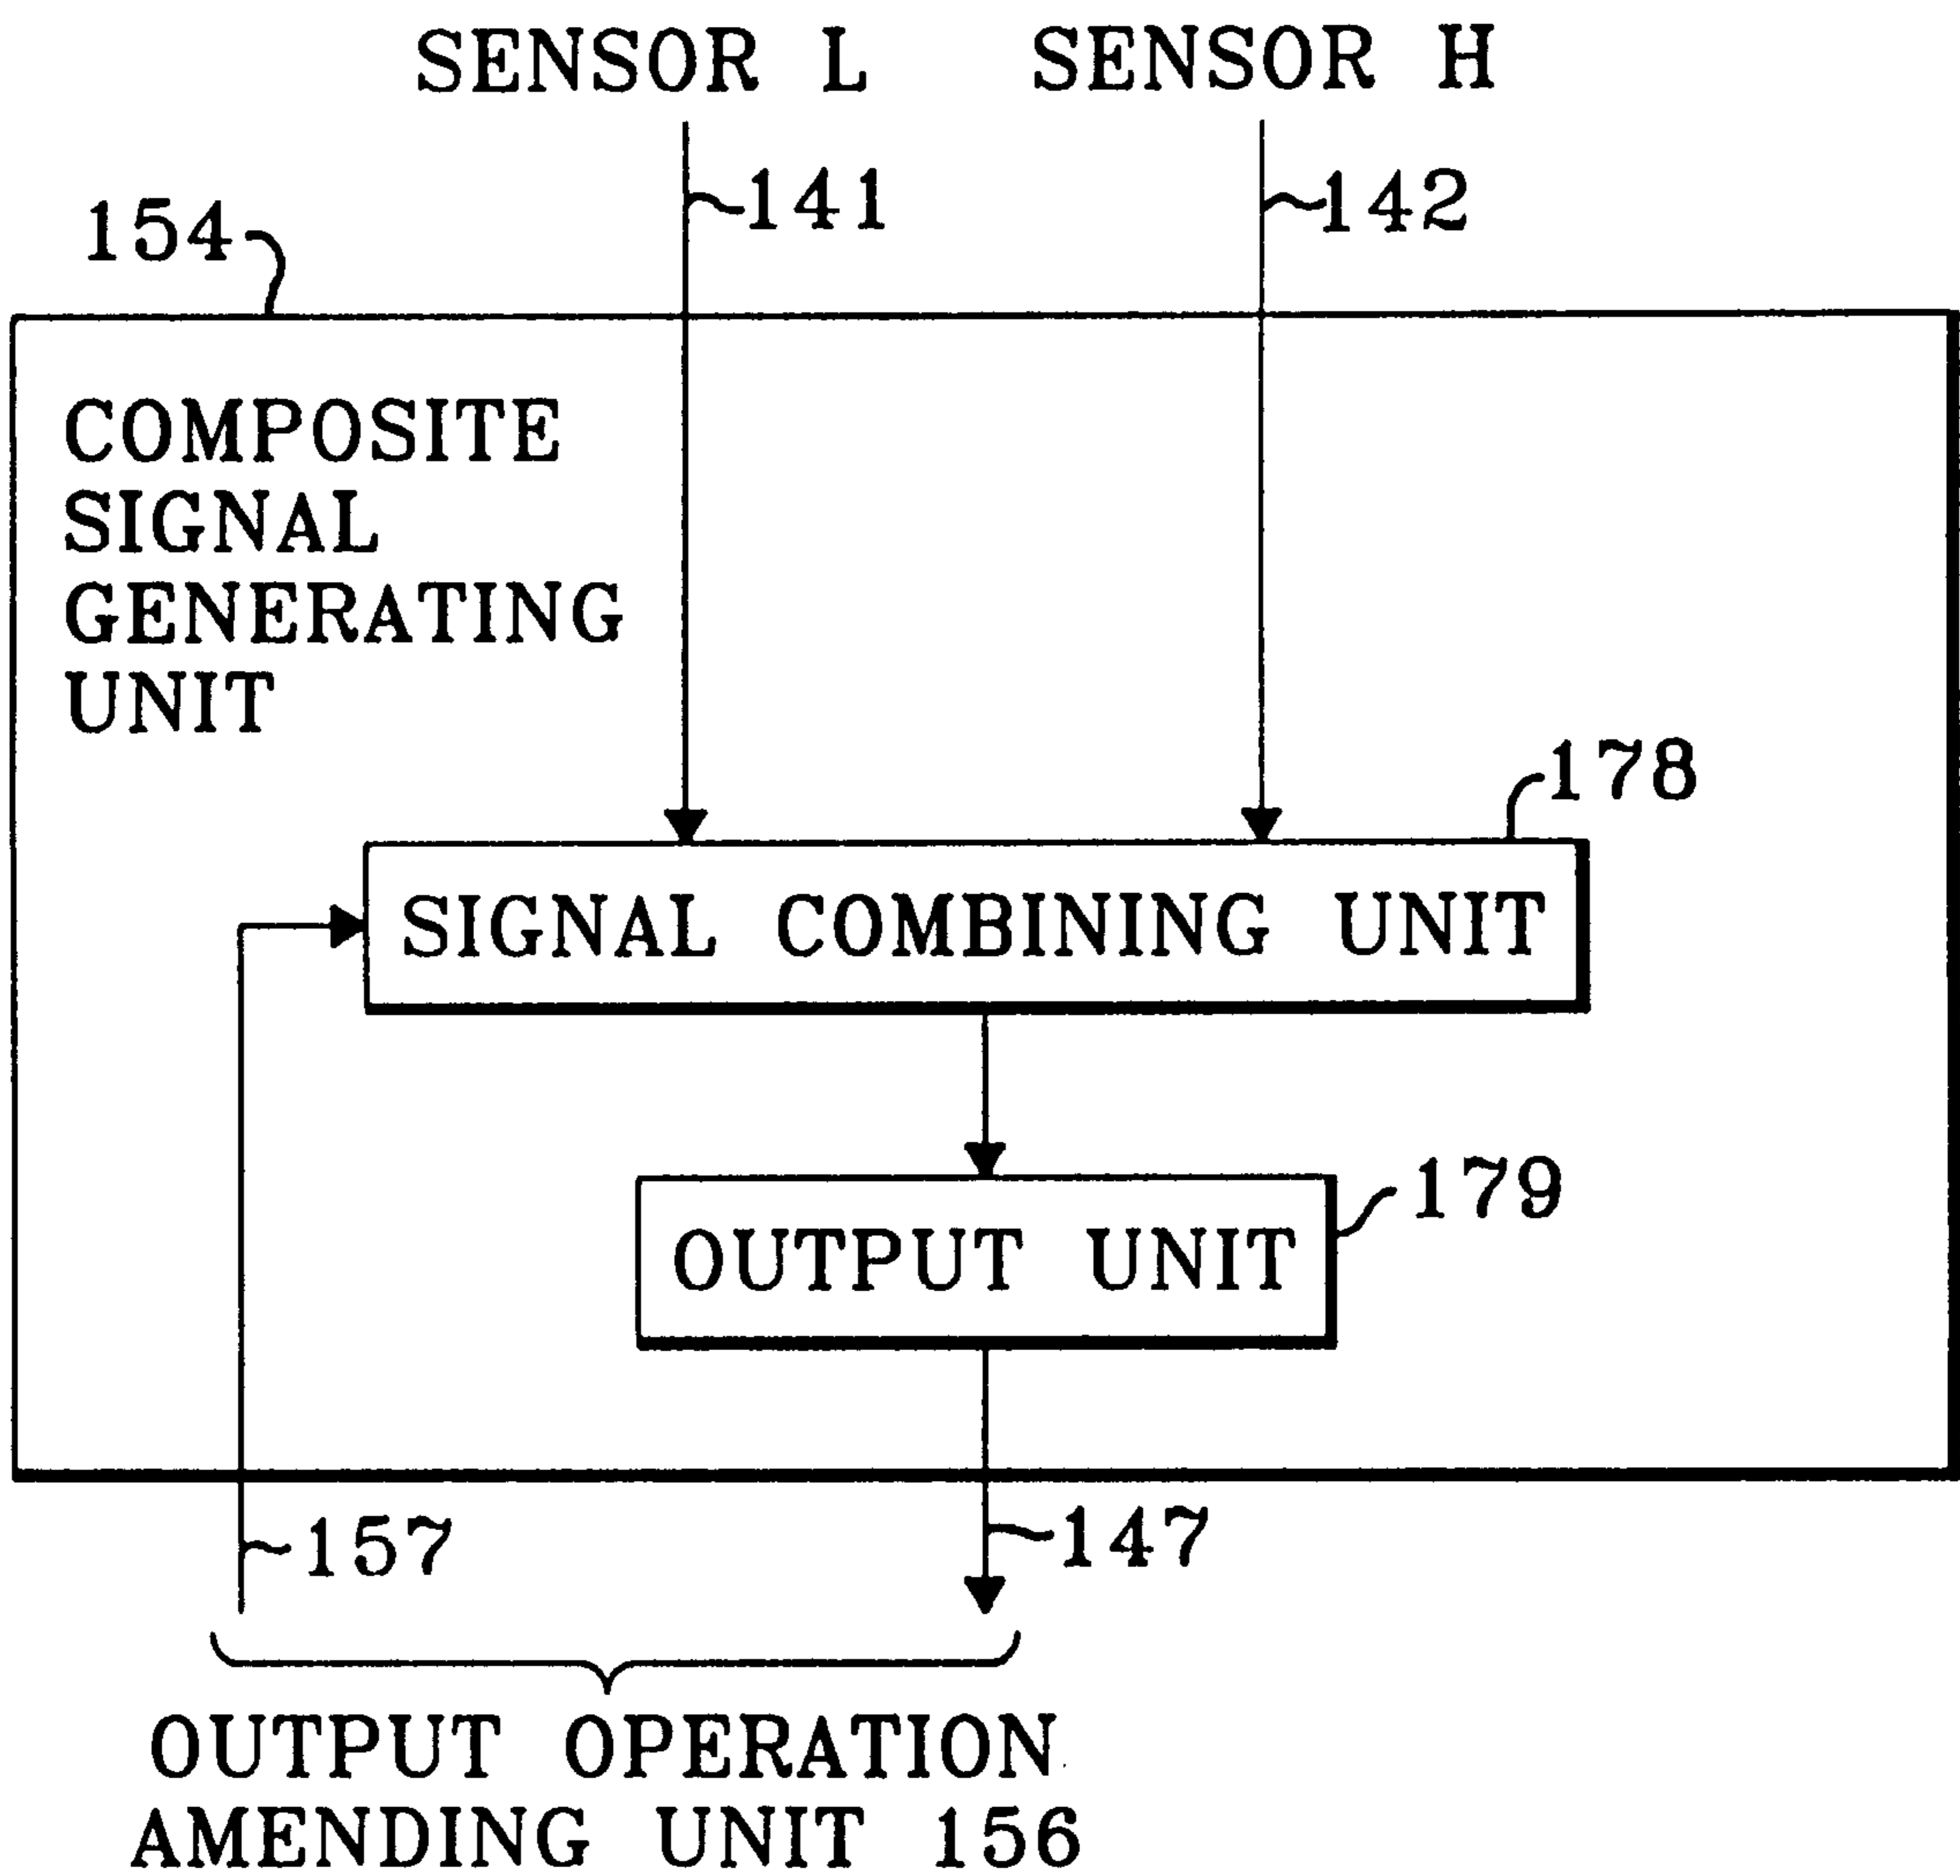 SENSOR L SENSOR H
141
142
154
COMPOSITE
SIGNAL
GENERATING
UNIT
178
SIGNAL COMBINING UNIT
179
OUTPUT UNIT
157
147
OUTPUT OPERATION
AMENDING UNIT 156